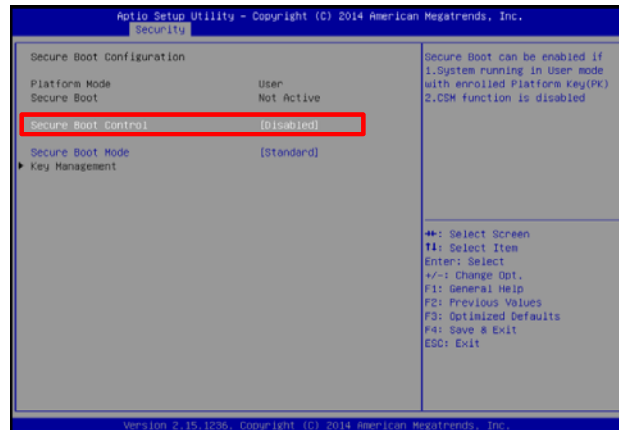 Aptio Setup Utility - Copyright (C) 2014 American Megatrends, Inc.
Security
Secure Boot Configuration
Platform Mode User
Secure Boot Not Active
Secure Boot Control [Disabled]
Secure Boot Mode [Standard]
Key Management
Secure Boot can be enabled if
1.System running in User mode
with enrolled Platform Key(PK)
2.CSM function is disabled
: Select Screen
: Select Item
Enter: Select
+/-: Change Opt.
F1: General Help
F2: Previous Values
F3: Optimized Defaults
F4: Save & Exit
ESC: Exit
Version 2.15.1236. Copyright (C) 2014 American Megatrends, Inc.